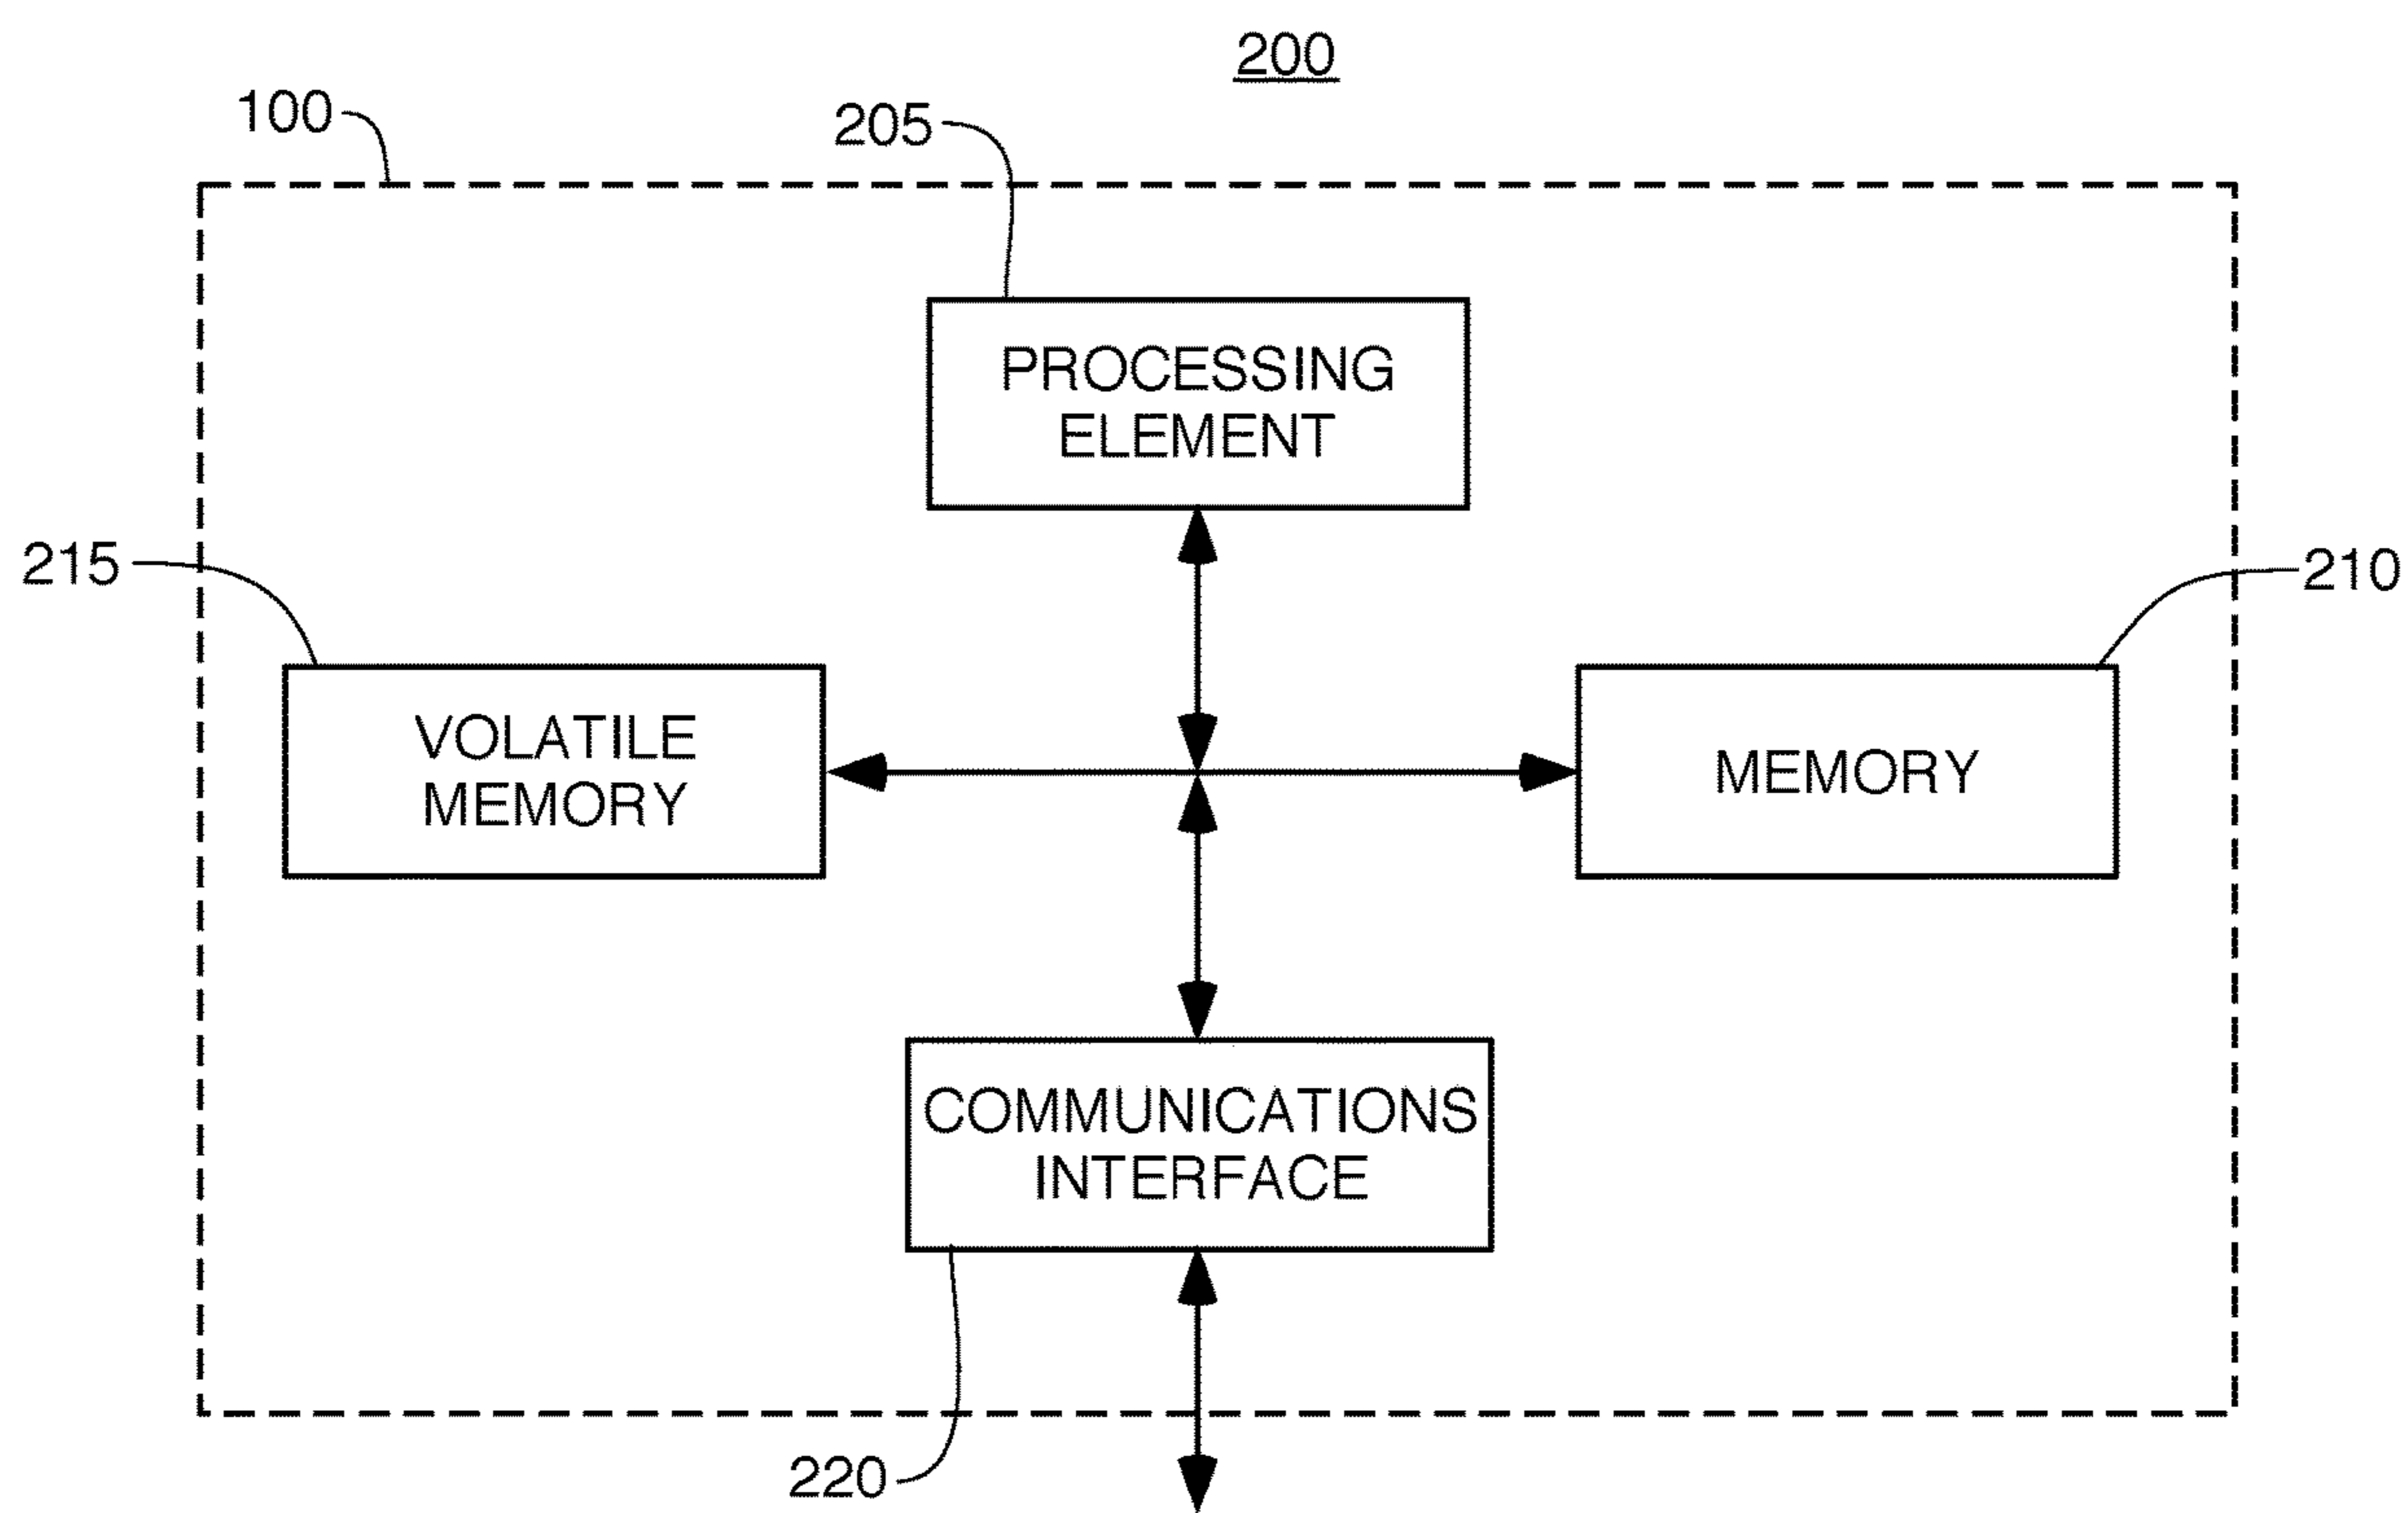 200
100
205
PROCESSING
ELEMENT
215
210
VOLATILE
MEMORY
MEMORY
COMMUNICATIONS
INTERFACE
220